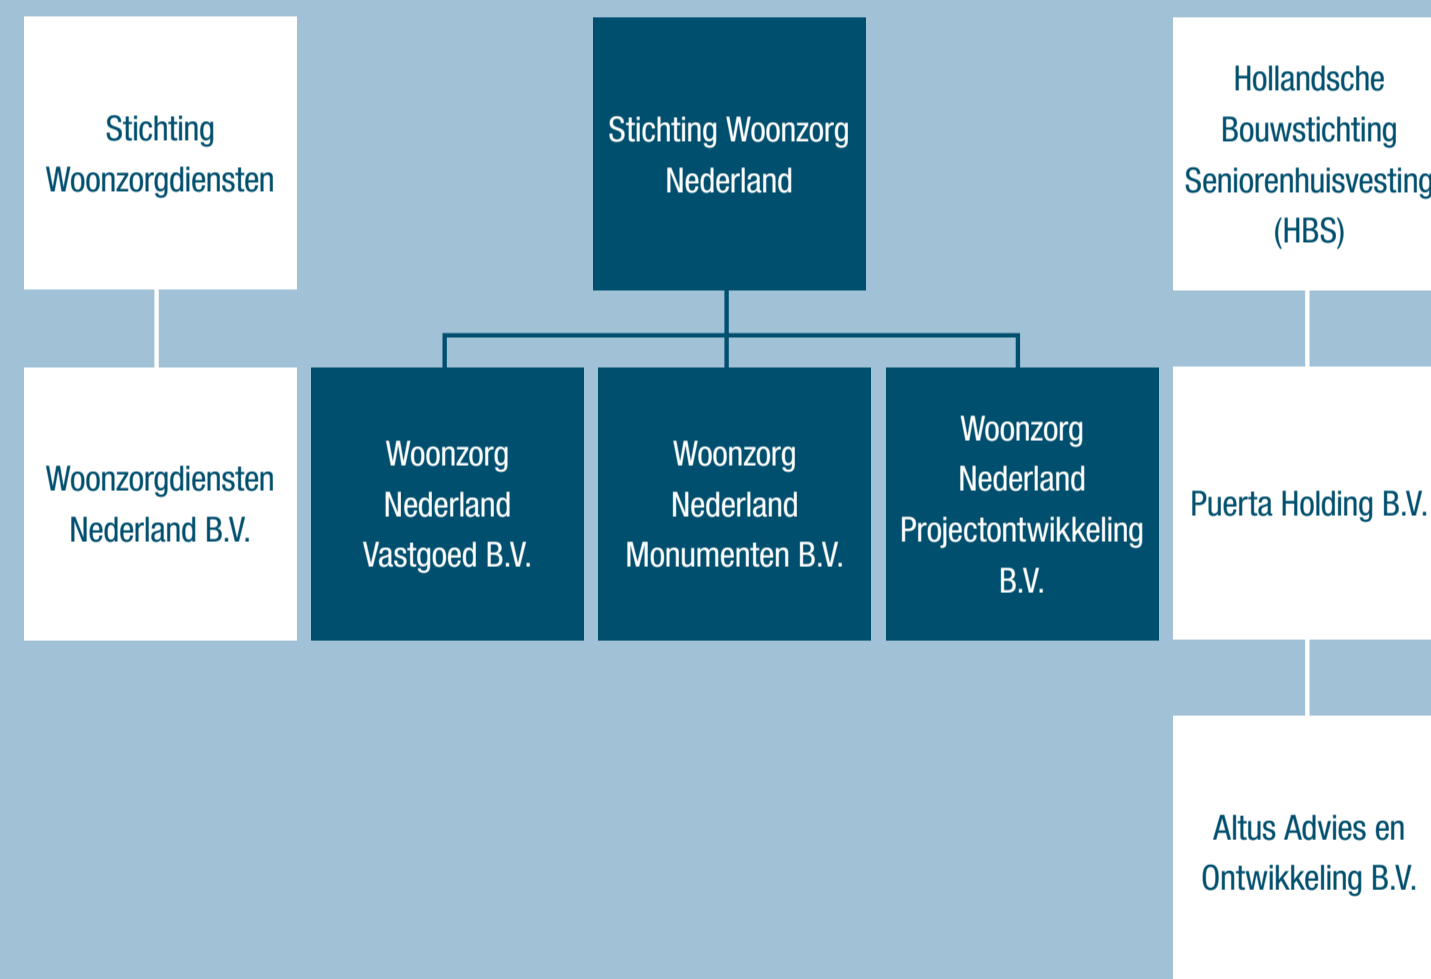 Stichting
Woonzorgdiensten
Stichting Woonzorg
Nederland
Hollandsche
Bouwstichting
Seniorenhuisvesting
(HBS)
Woonzorgdiensten
Nederland B.V.
Woonzorg
Nederland
Vastgoed B.V.
Woonzorg
Nederland
Monumenten B.V.
Woonzorg
Nederland
Projectontwikkeling
B.V.
Puerta Holding B.V.
Altus Advies en
Ontwikkeling B.V.